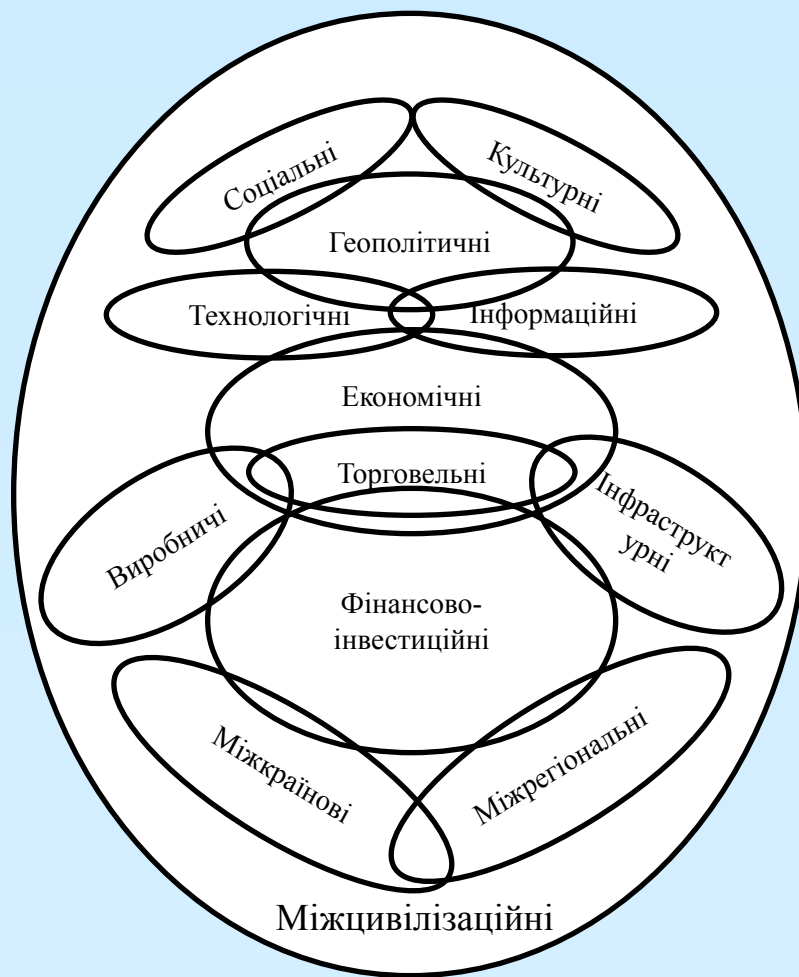 Соціальні
Культурні
Геополітичні
Технологічні
Інформаційні
Економічні
Торговельні
Виробничі
Інфраструкт
урні
Фінансово-
інвестиційні
Міжкраїнові
Міжрегіональні
Міжцивілізаційні